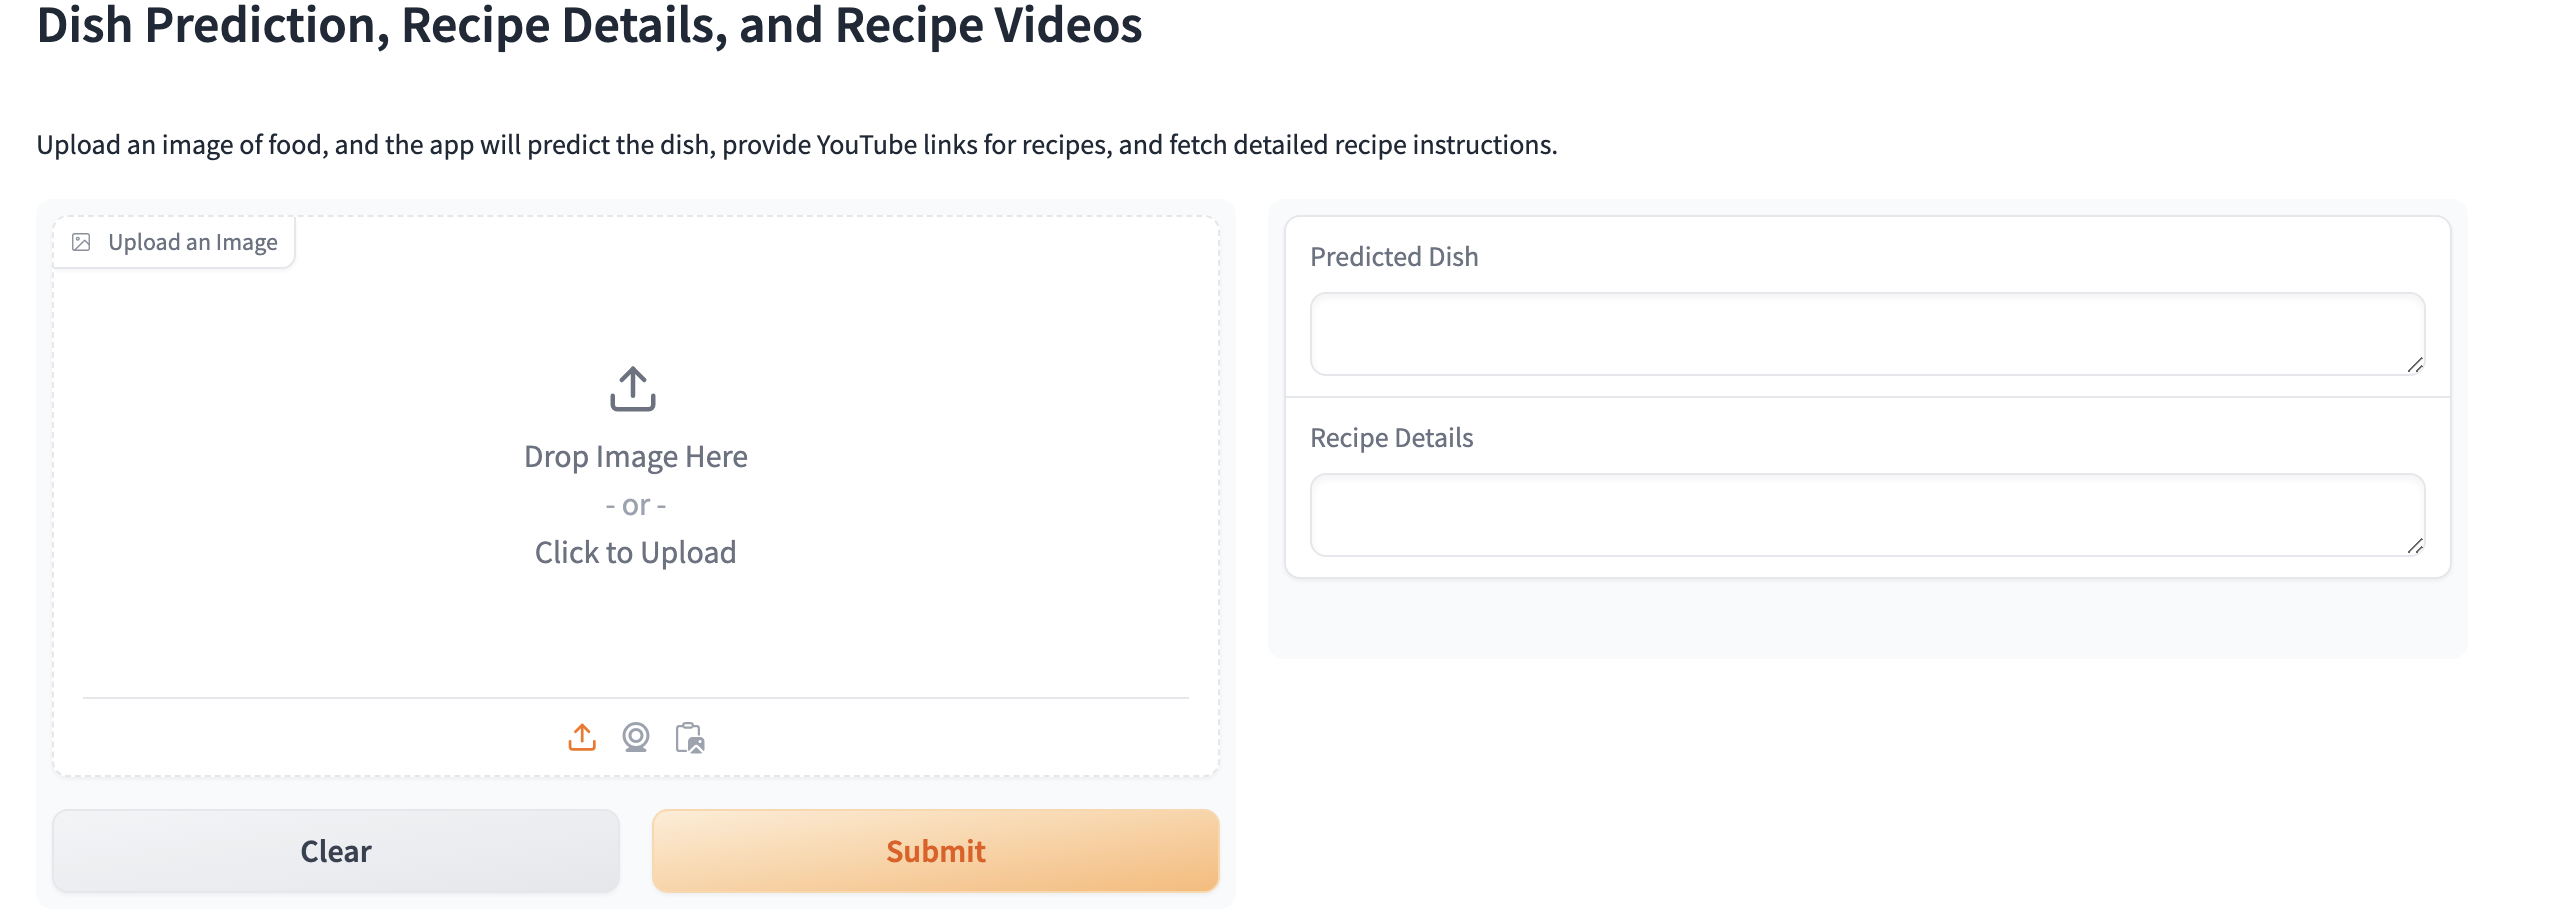 Dish Prediction, Recipe Details, and Recipe Videos
Upload an image of food, and the app will predict the dish, provide YouTube links for recipes, and fetch detailed recipe instructions.
Upload an Image
Drop Image Here
- or -
Click to Upload
Clear
Submit
Predicted Dish
Recipe Details